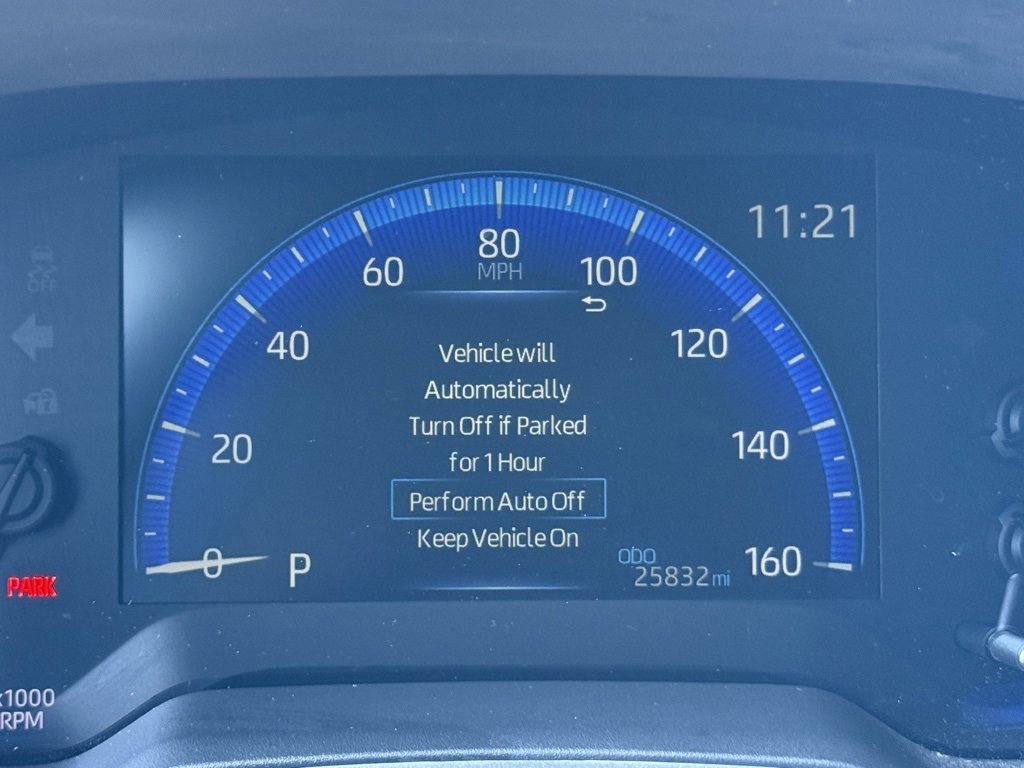 11:21
80
MPH
60
100
40
120
Vehicle will
Automatically
Turn Off if Parked
for 1 Hour
20
140
Perform Auto Off
Keep Vehicle On
0
P
ODO
25832 mi
160
OFF
PARK
x1000
RPM